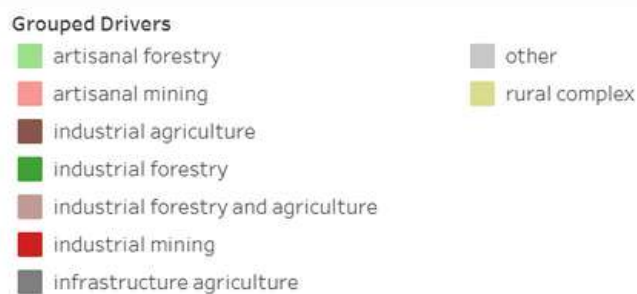 Grouped Drivers
artisanal forestry
artisanal mining
industrial agriculture
industrial forestry
industrial forestry and agriculture
industrial mining
infrastructure agriculture
other
rural complex